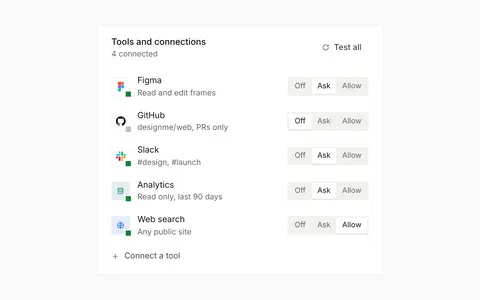 Tools and connections
4 connected
Test all
Figma
Read and edit frames
Off Ask Allow
GitHub
designme/web, PRs only
Off Ask Allow
Slack
#design, #launch
Off Ask Allow
Analytics
Read only, last 90 days
Off Ask Allow
Web search
Any public site
Off Ask Allow
+ Connect a tool